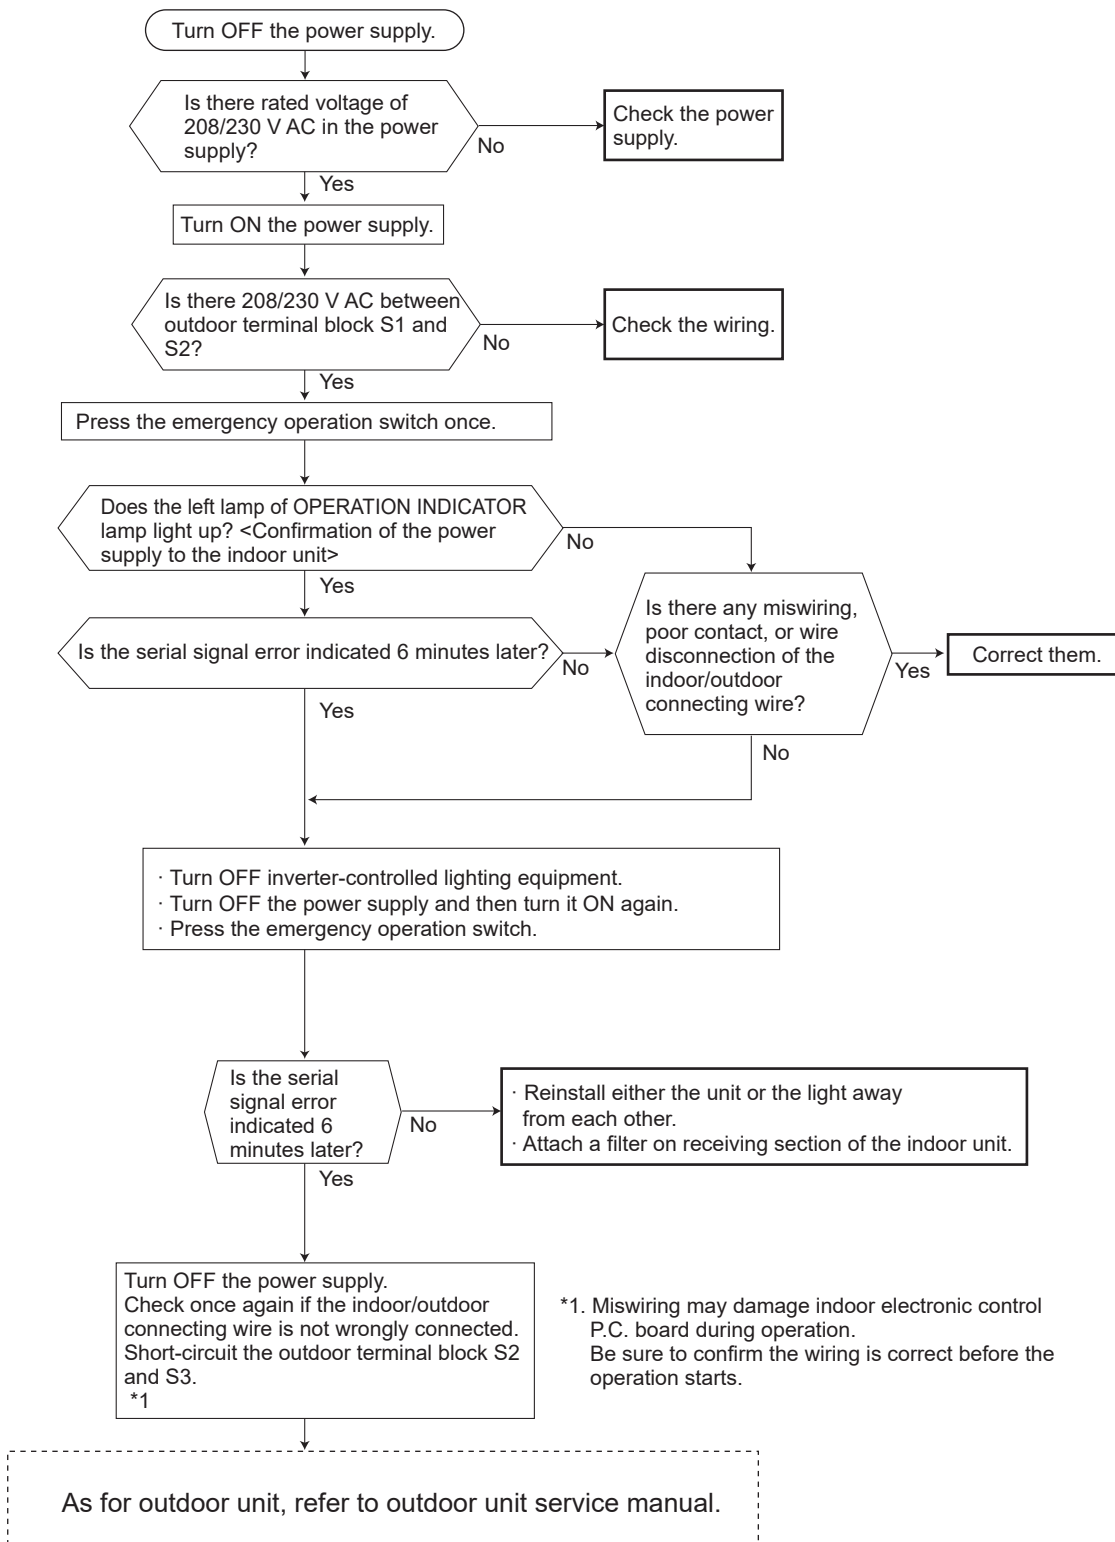 Turn OFF the power supply.
Is there rated voltage of
208/230 V AC in the power
supply?
No
Check the power
supply.
Yes
Turn ON the power supply.
Is there 208/230 V AC between
outdoor terminal block S1 and
S2?
No
Check the wiring.
Yes
Press the emergency operation switch once.
Does the left lamp of OPERATION INDICATOR
lamp light up? <Confirmation of the power
supply to the indoor unit>
No
Yes
Is the serial signal error indicated 6 minutes later?
No
Is there any miswiring,
poor contact, or wire
disconnection of the
indoor/outdoor
connecting wire?
Yes
Correct them.
Yes
No
· Turn OFF inverter-controlled lighting equipment.
· Turn OFF the power supply and then turn it ON again.
· Press the emergency operation switch.
Is the serial
signal error
indicated 6
minutes later?
No
· Reinstall either the unit or the light away
from each other.
· Attach a filter on receiving section of the indoor unit.
Yes
Turn OFF the power supply.
Check once again if the indoor/outdoor
connecting wire is not wrongly connected.
Short-circuit the outdoor terminal block S2
and S3.
*1
*1. Miswiring may damage indoor electronic control
P.C. board during operation.
Be sure to confirm the wiring is correct before the
operation starts.
As for outdoor unit, refer to outdoor unit service manual.